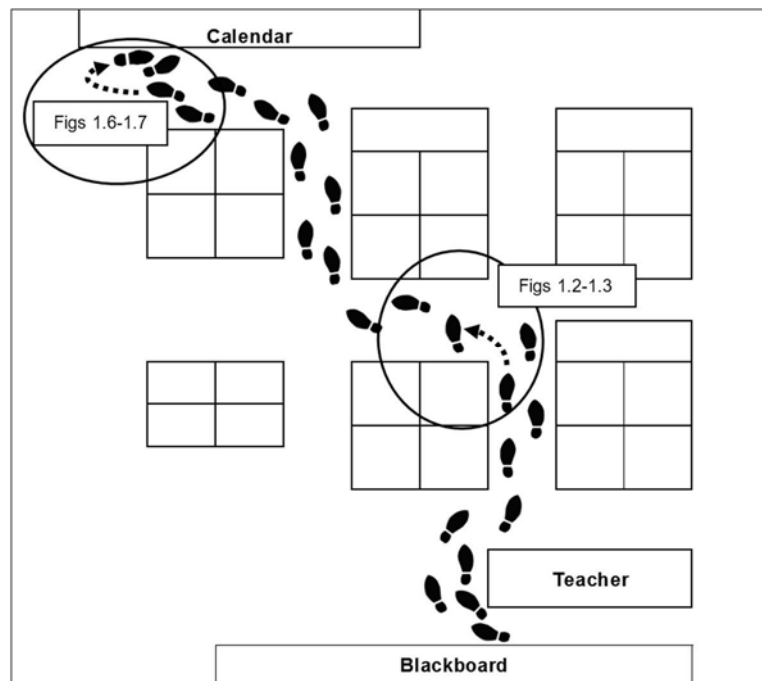 Calendar
Figs 1.6-1.7
Figs 1.2-1.3
Teacher
Blackboard